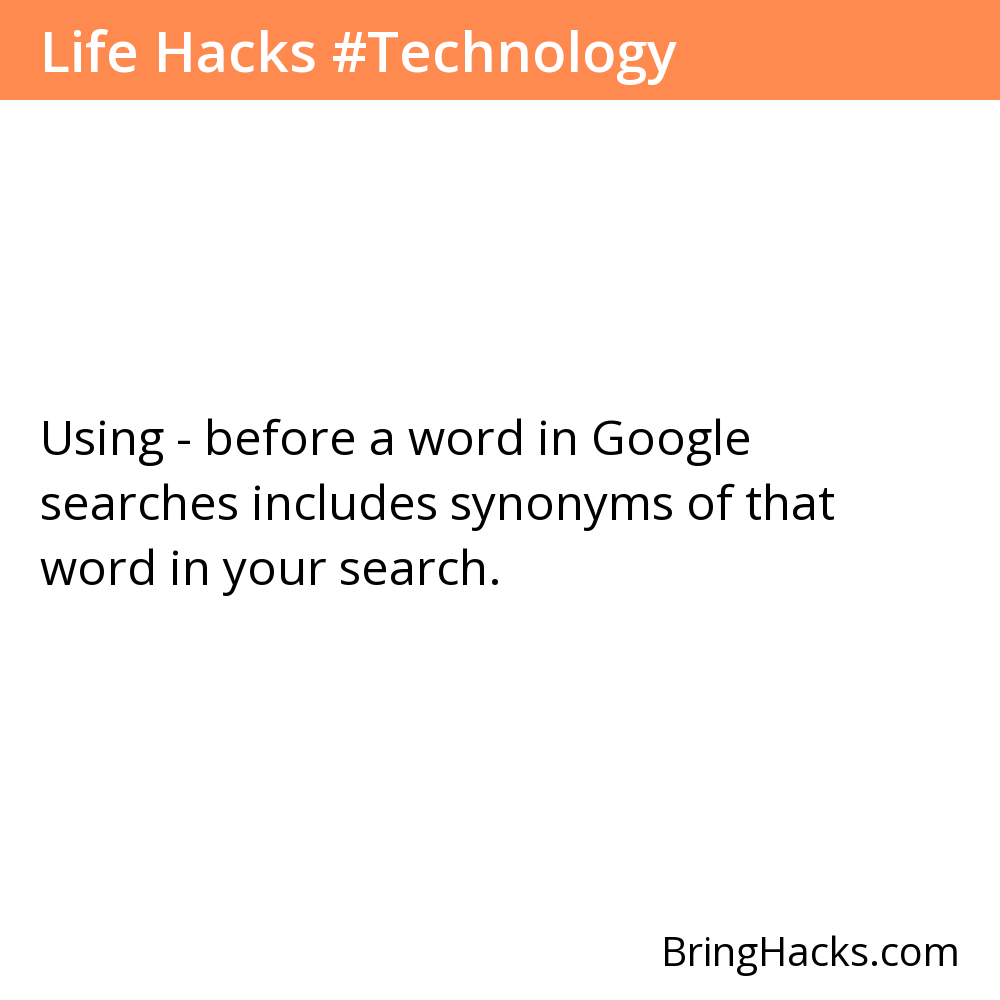 Life Hacks #Technology
Using - before a word in Google
searches includes synonyms of that
word in your search.
BringHacks.com